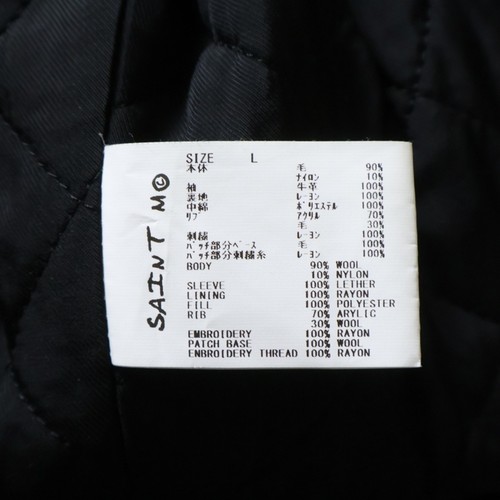 SAINT M©
SIZE L
本体 毛 90%
ナイロン 10%
袖 牛革 100%
裏地 レーヨン 100%
中綿 ポリエステル 100%
リブ アクリル 70%
毛 30%
刺繍 レーヨン 100%
パッチ部分ベース 毛 100%
パッチ部分刺繍糸 レーヨン 100%
BODY 90% WOOL
10% NYLON
SLEEVE 100% LETHER
LINING 100% RAYON
FILL 100% POLYESTER
RIB 70% ARYLIC
30% WOOL
EMBROIDERY 100% RAYON
PATCH BASE 100% WOOL
ENBROIDERY THREAD 100% RAYON